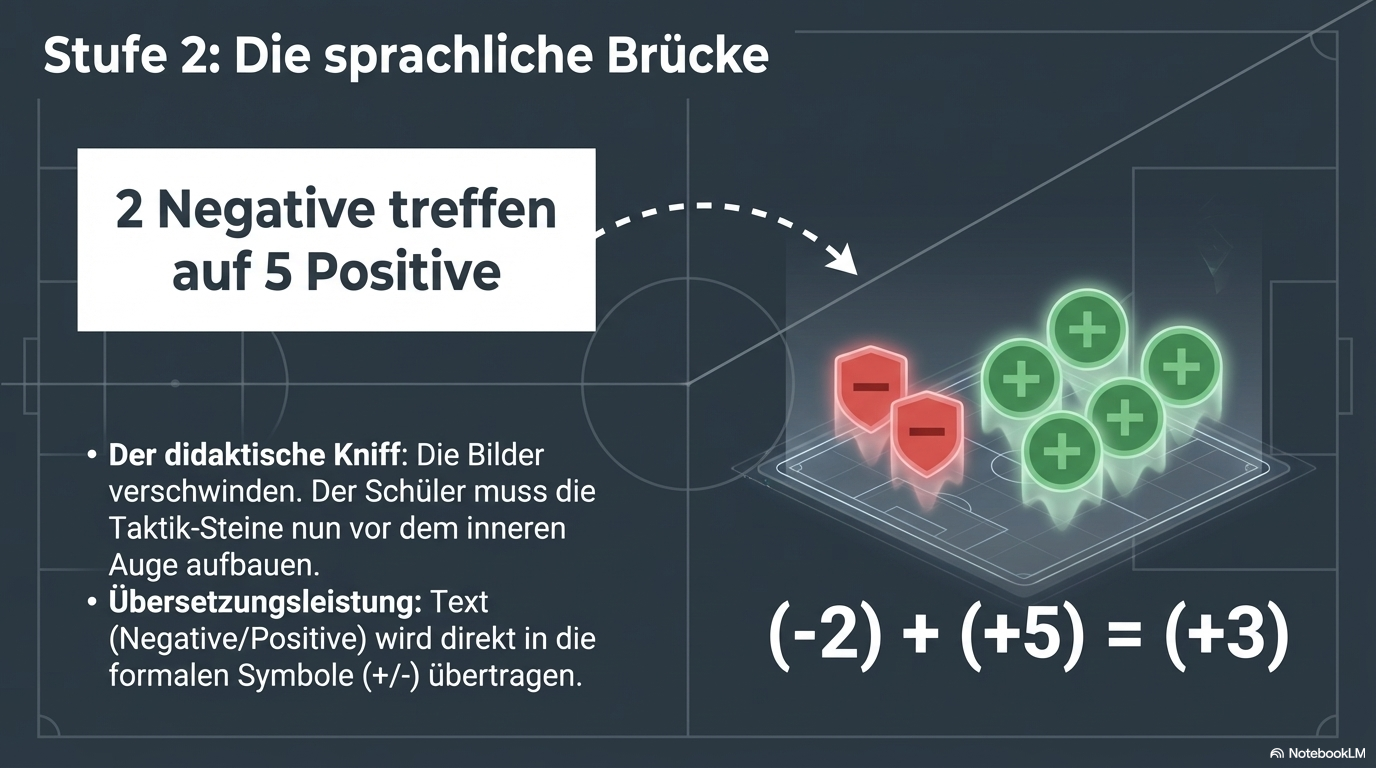 Stufe 2: Die sprachliche Brücke
2 Negative treffen
auf 5 Positive
• Der didaktische Kniff: Die Bilder
verschwinden. Der Schüler muss die
Taktik-Steine nun vor dem inneren
Auge aufbauen.
• Übersetzungsleistung: Text
(Negative/Positive) wird direkt in die
formalen Symbole (+/-) übertragen.
(-2) + (+5) = (+3)
NotebookLM